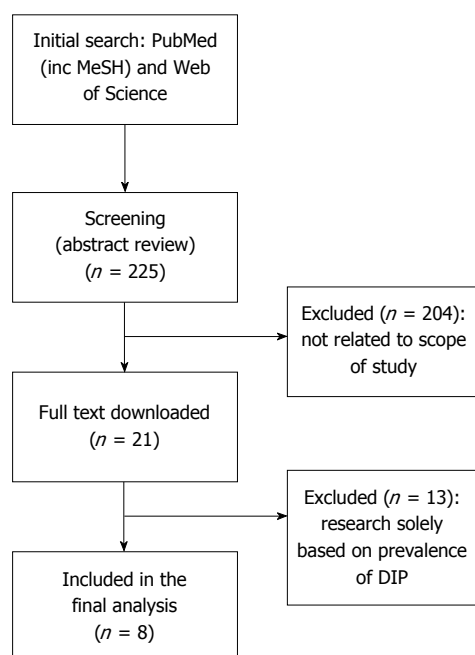 Initial search: PubMed
(inc MeSH) and Web
of Science
Screening
(abstract review)
(n = 225)
Excluded (n = 204):
not related to scope
of study
Full text downloaded
(n = 21)
Excluded (n = 13):
research solely
based on prevalence
of DIP
Included in the
final analysis
(n = 8)